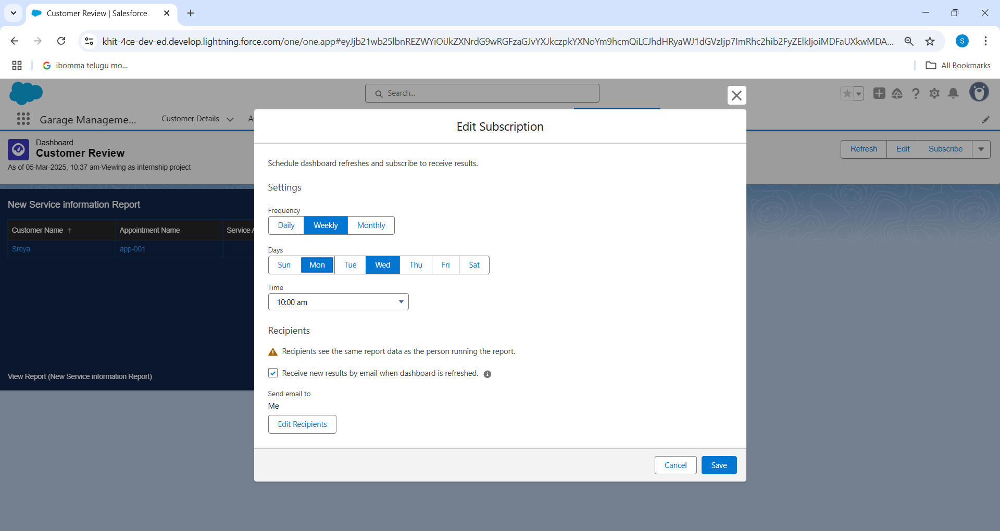 Customer Review | Salesforce
khit-4ce-dev-ed.develop.lightning.force.com/one/one.app#eyJjb21wb25lbnREZWYiOiJkZXNrdG9wRGFzaGJvYXJkczpkYXNoYm9hcmQiLCJhdHRyaWJ1dGVzIjp7ImRhc2hib2FyZElkIjoiMDFaUXkwMDA...
S
ibomma telugu mo...
All Bookmarks
Search...
Garage Manageme...
Customer Details
Dashboard
Customer Review
As of 05-Mar-2025, 10:37 am·Viewing as internship project
Refresh
Edit
Subscribe
New Service information Report
Customer Name
Appointment Name
Service
Sreya
app-001
View Report (New Service information Report)
Edit Subscription
Schedule dashboard refreshes and subscribe to receive results.
Settings
Frequency
Daily Weekly Monthly
Days
Sun Mon Tue Wed Thu Fri Sat
Time
10:00 am
Recipients
Recipients see the same report data as the person running the report.
Receive new results by email when dashboard is refreshed.
Send email to
Me
Edit Recipients
Cancel Save